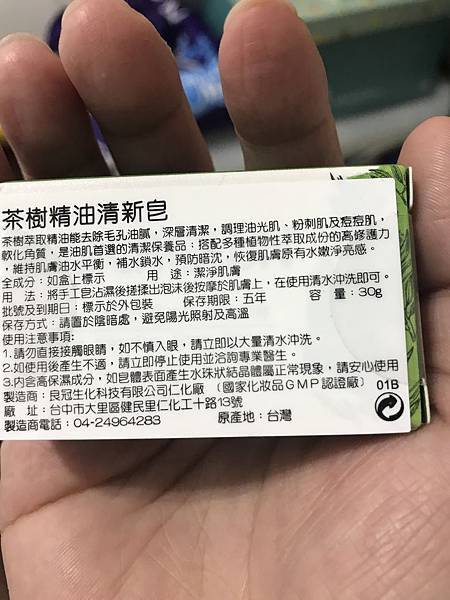 茶樹精油清新皂
茶樹萃取精油能去除毛孔油膩，深層清潔，調理油光肌、粉刺肌及痘痘肌，
軟化角質，是油肌首選的清潔保養品；搭配多種植物性萃取成份的高修護力
，維持肌膚油水平衡，補水鎖水，預防暗沈，恢復肌膚原有水嫩淨亮感。
全成分：如盒上標示 用 途：潔淨肌膚
用 法：將手工皂沾濕後搓揉出泡沫後按摩於肌膚上，在使用清水沖洗即可。
批號及到期日：標示於外包裝 保存期限：五年 容 量：30g
保存方式：請置於陰暗處，避免陽光照射及高溫
使用注意事項：
1.請勿直接接觸眼睛，如不慎入眼，請立即以大量清水沖洗。
2.如使用後產生不適，請立即停止使用並洽詢專業醫生。
3.内含高保濕成分，如皂體表面產生水珠狀結晶體屬正常現象，請安心使用
製造商：良冠生化科技有限公司仁化廠 （國家化妝品GMP認證廠） 01B
廠 址：台中市大里區健民里仁化工十路13號
製造商電話：04-24964283 原產地：台灣